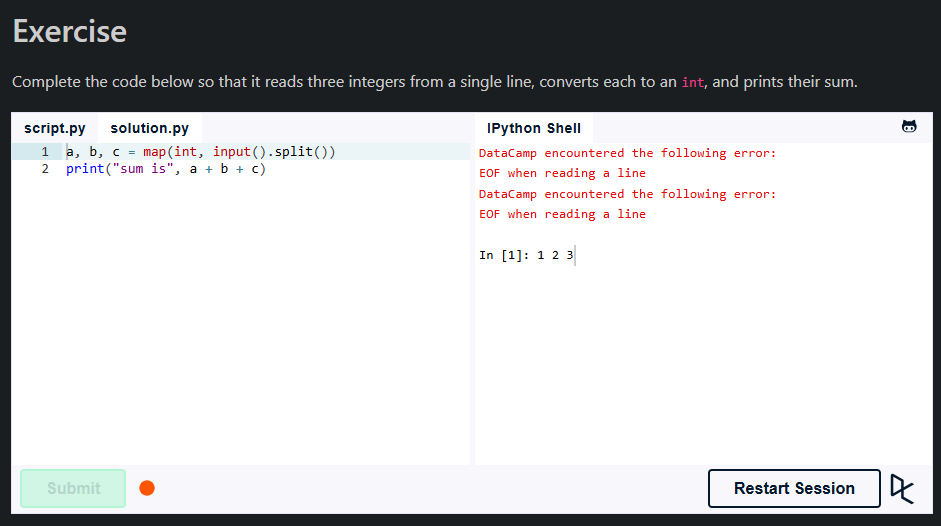 Exercise
Complete the code below so that it reads three integers from a single line, converts each to an int, and prints their sum.
script.py solution.py
1 a, b, c = map(int, input().split())
2 print("sum is", a + b + c)
IPython Shell
DataCamp encountered the following error:
EOF when reading a line
DataCamp encountered the following error:
EOF when reading a line
In [1]: 1 2 3
Submit
Restart Session